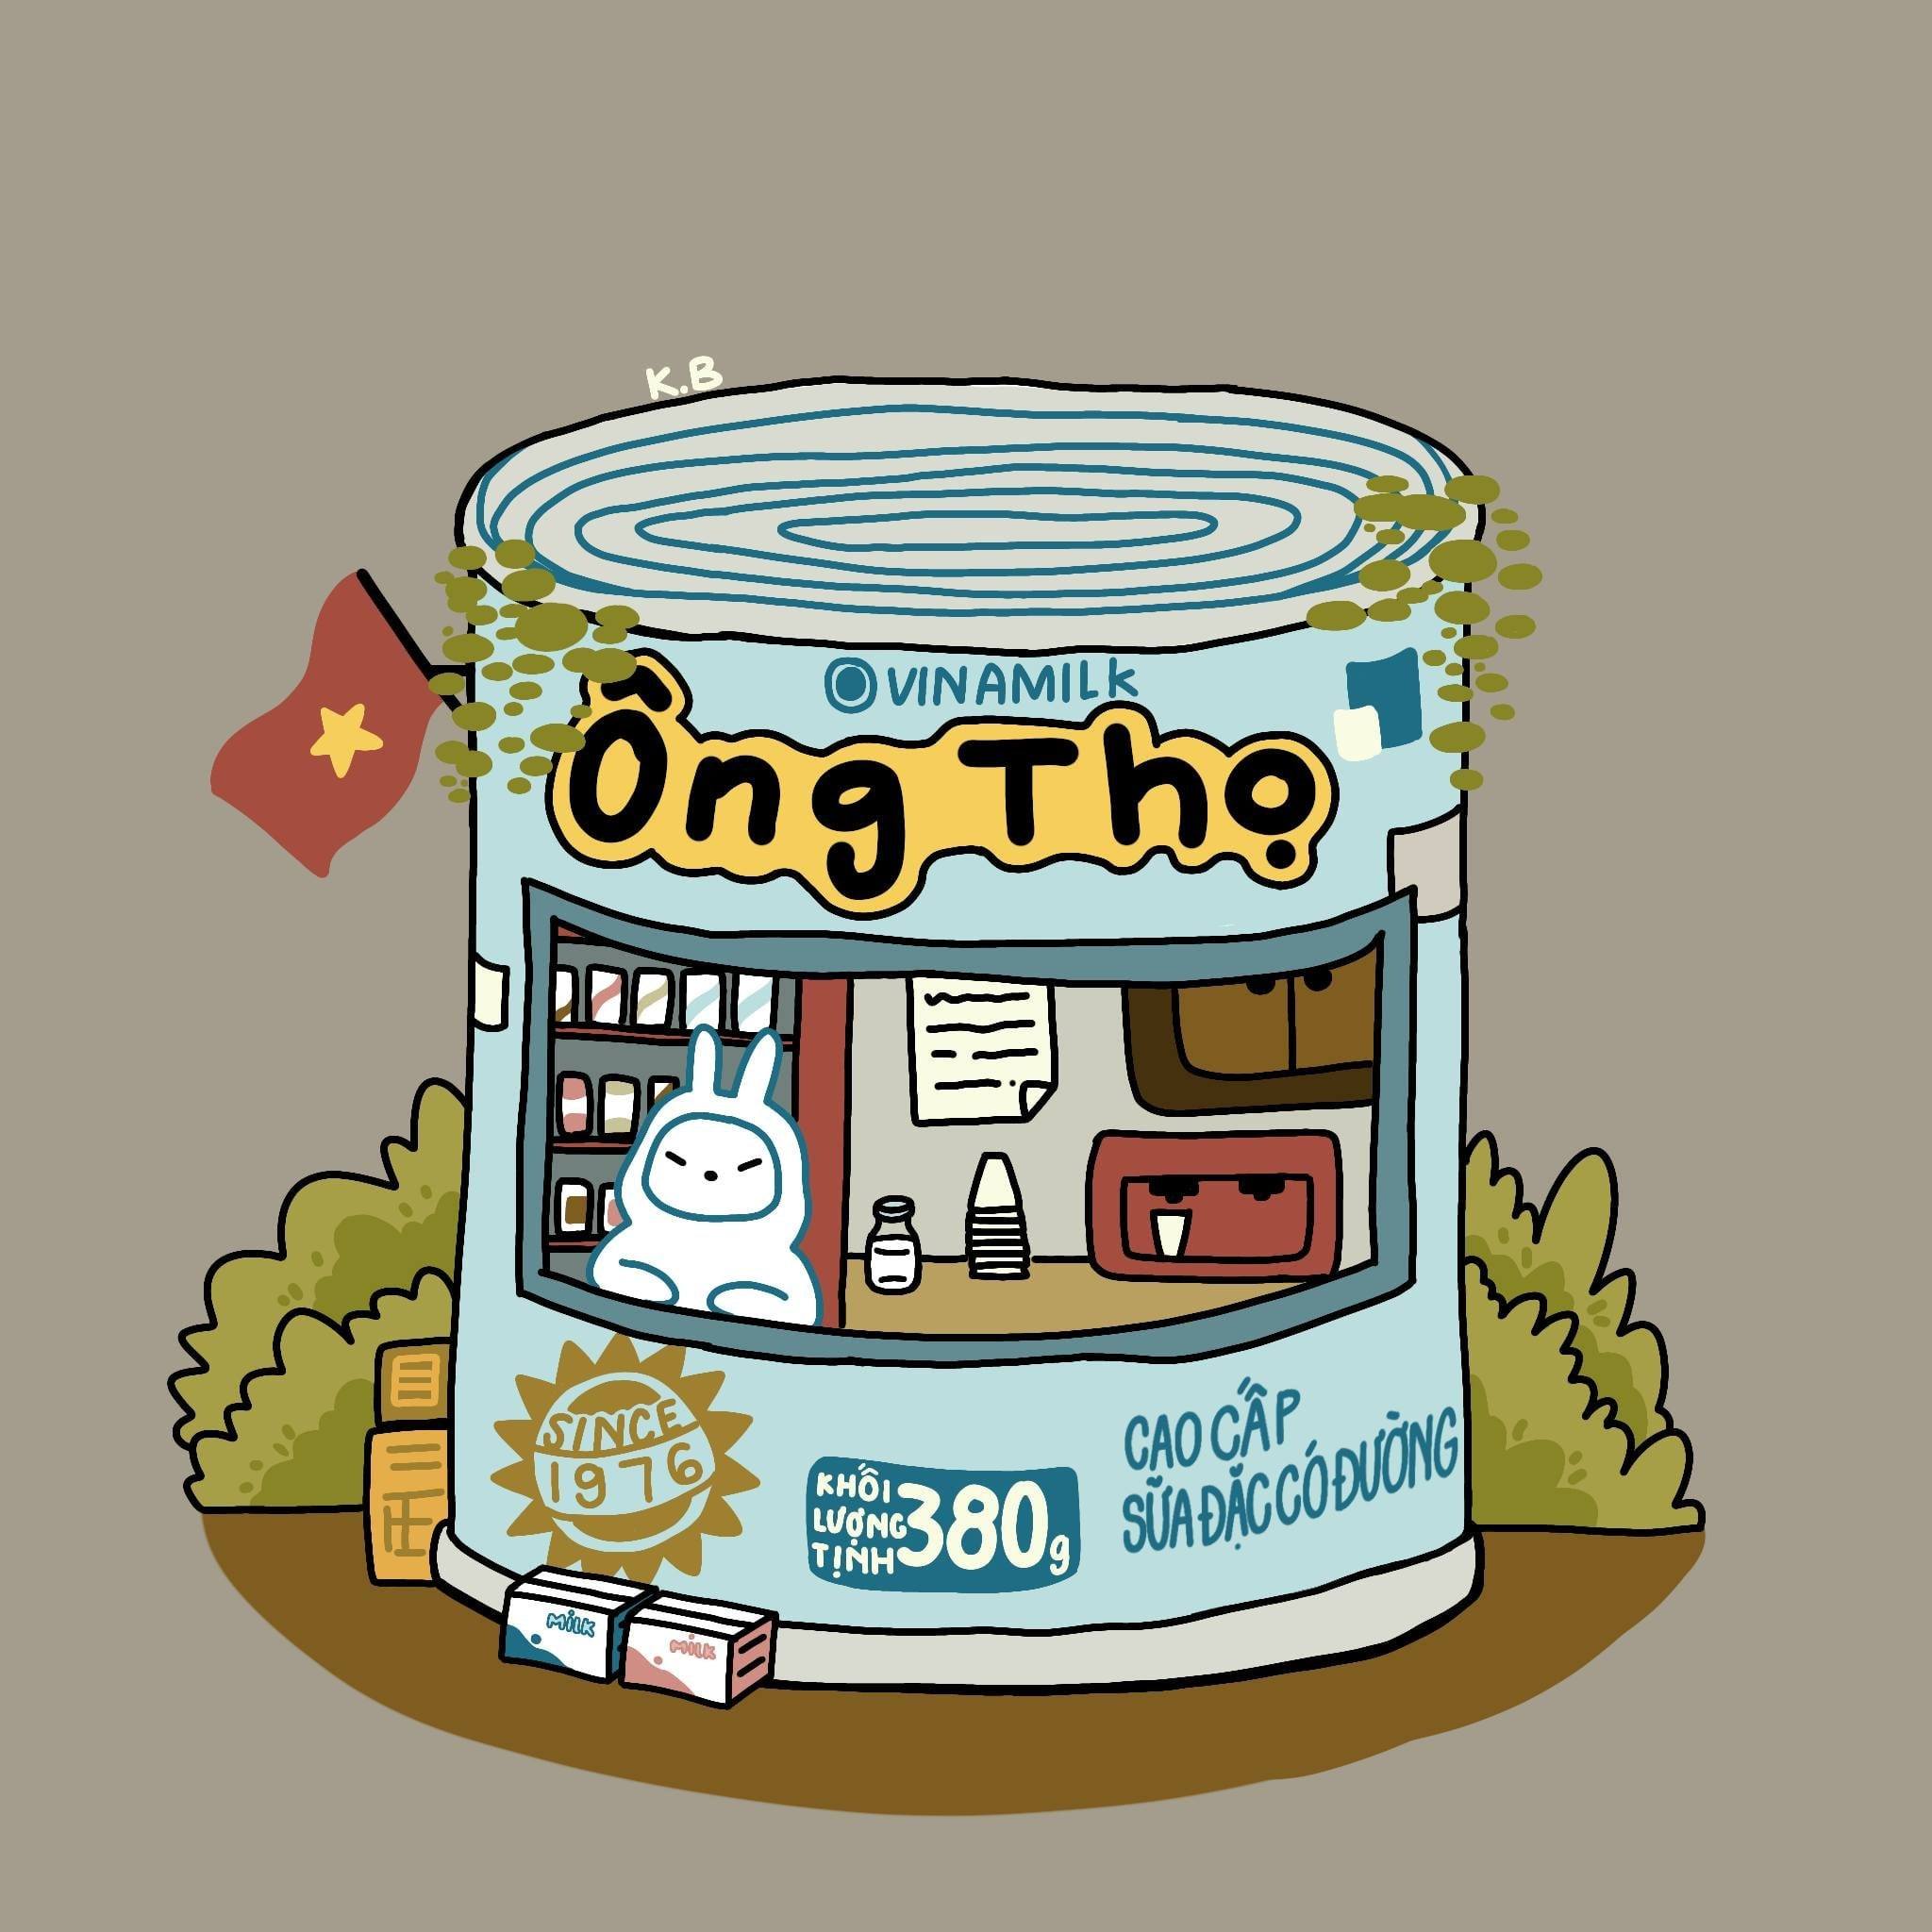 K.B
VINAMILK
Ông Thọ
SINCE
1976
KHỐI
LƯỢNG
TỊNH
380g
CAO CẤP
SỮA ĐẶC CÓ ĐƯỜNG
MILK
MILK